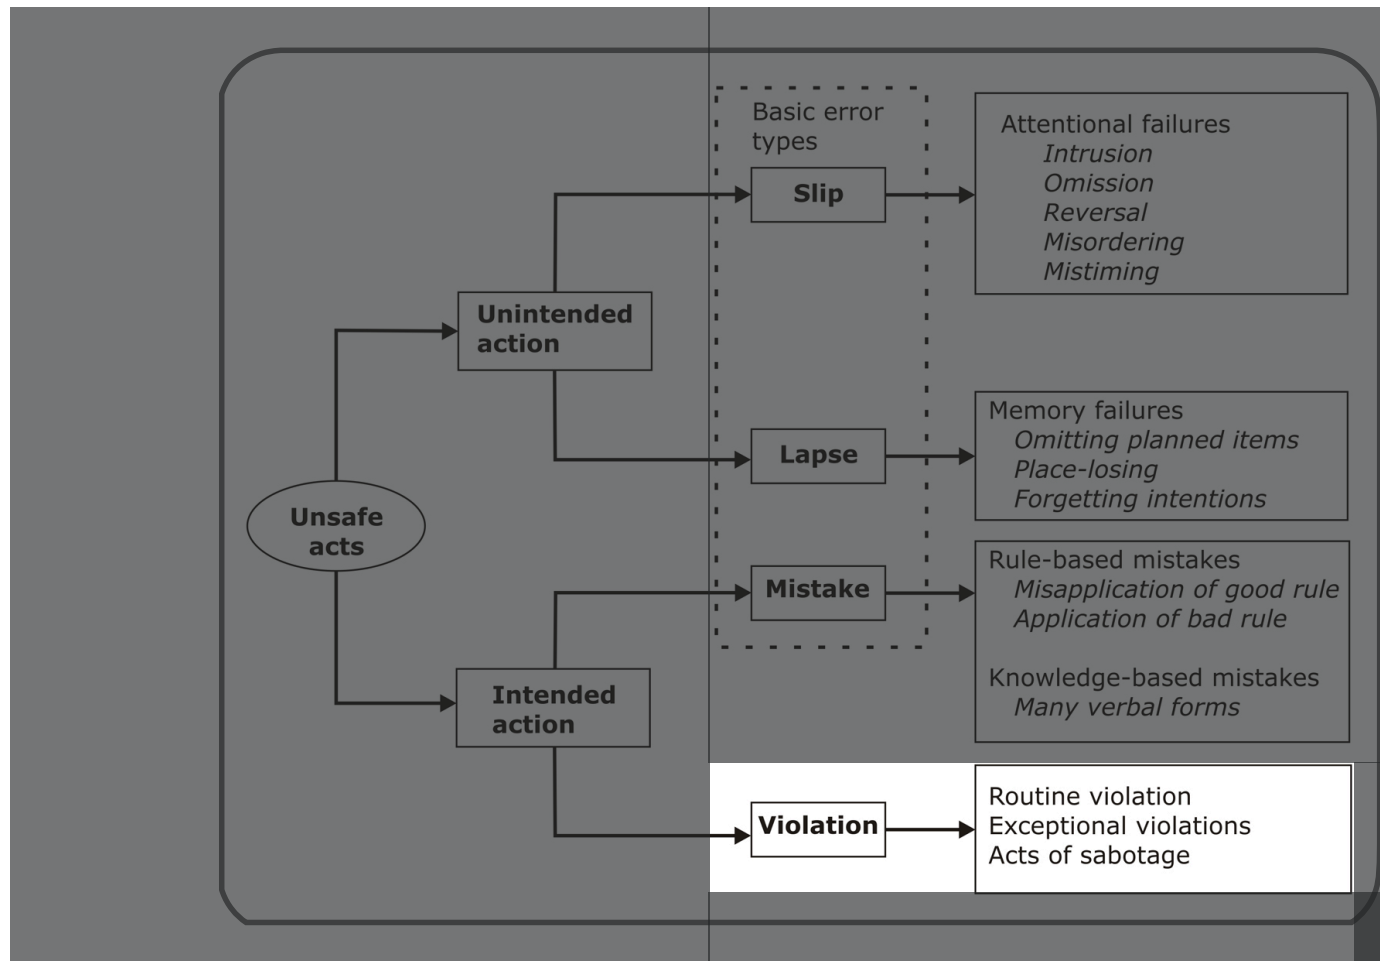 Basic error
types
Slip
Attentional failures
Intrusion
Omission
Reversal
Misordering
Mistiming
Unintended
action
Lapse
Memory failures
Omitting planned items
Place-losing
Forgetting intentions
Unsafe
acts
Mistake
Rule-based mistakes
Misapplication of good rule
Application of bad rule
Knowledge-based mistakes
Many verbal forms
Intended
action
Violation
Routine violation
Exceptional violations
Acts of sabotage